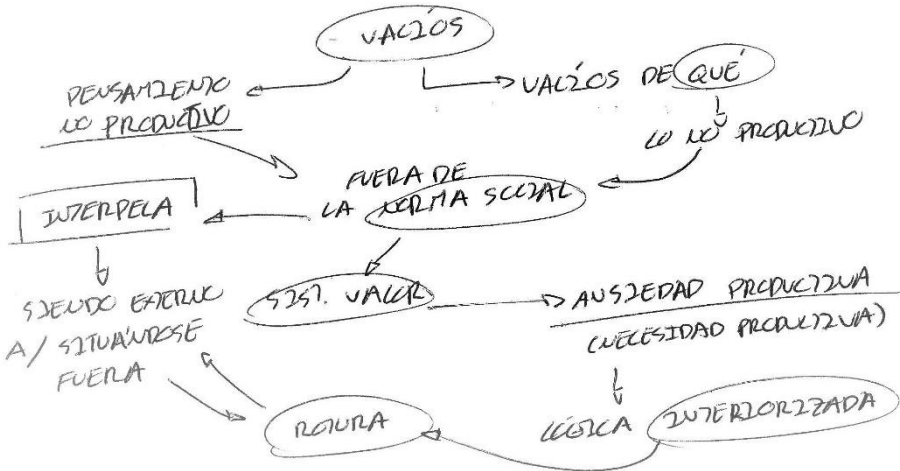 VACÍOS
PENSAMIENTO
NO PRODUCTIVO
VACÍOS DE QUÉ
LO NO PRODUCTIVO
FUERA DE
LA NORMA SOCIAL
INTERPELA
SIENDO EXTERNO
A/ SITUÁNDOSE
FUERA
SIST. VALOR
ANSIEDAD PRODUCTIVA
(NECESIDAD PRODUCTIVA)
ROTURA
LÓGICA INTERIORIZADA